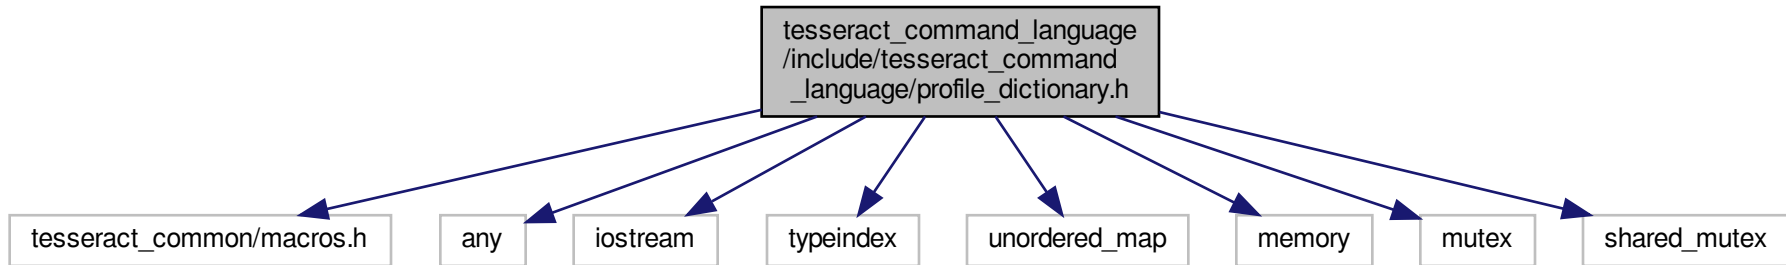 tesseract_command_language
/include/tesseract_command
_language/profile_dictionary.h
tesseract_common/macros.h
any
iostream
typeindex
unordered_map
memory
mutex
shared_mutex